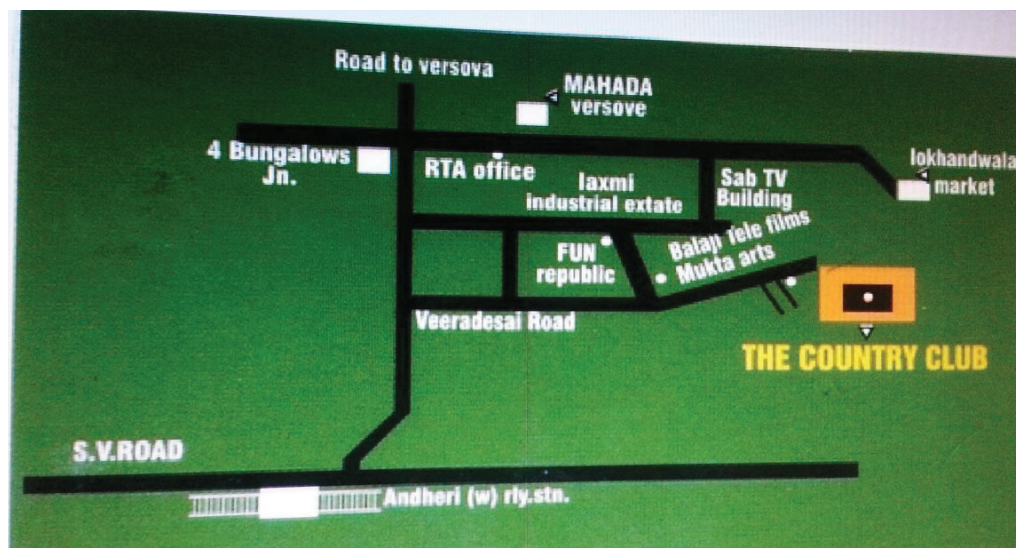 Road to versova
MAHADA
versove
4 Bungalows
Jn.
RTA office
laxmi
industrial extate
Sab TV
Building
lokhandwala
market
FUN
republic
Balaji Tele films
Mukta arts
Veeradesai Road
THE COUNTRY CLUB
S.V.ROAD
Andheri (w) rly.stn.